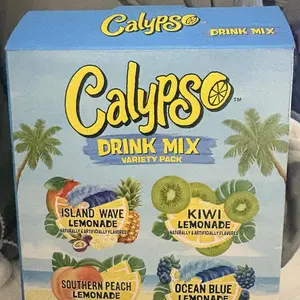 Calypso
DRINK MIX
Calypso™
DRINK MIX
VARIETY PACK
ISLAND WAVE
LEMONADE
NATURALLY & ARTIFICIALLY FLAVORED
KIWI
LEMONADE
NATURALLY & ARTIFICIALLY FLAVORED
SOUTHERN PEACH
LEMONADE
OCEAN BLUE
LEMONADE